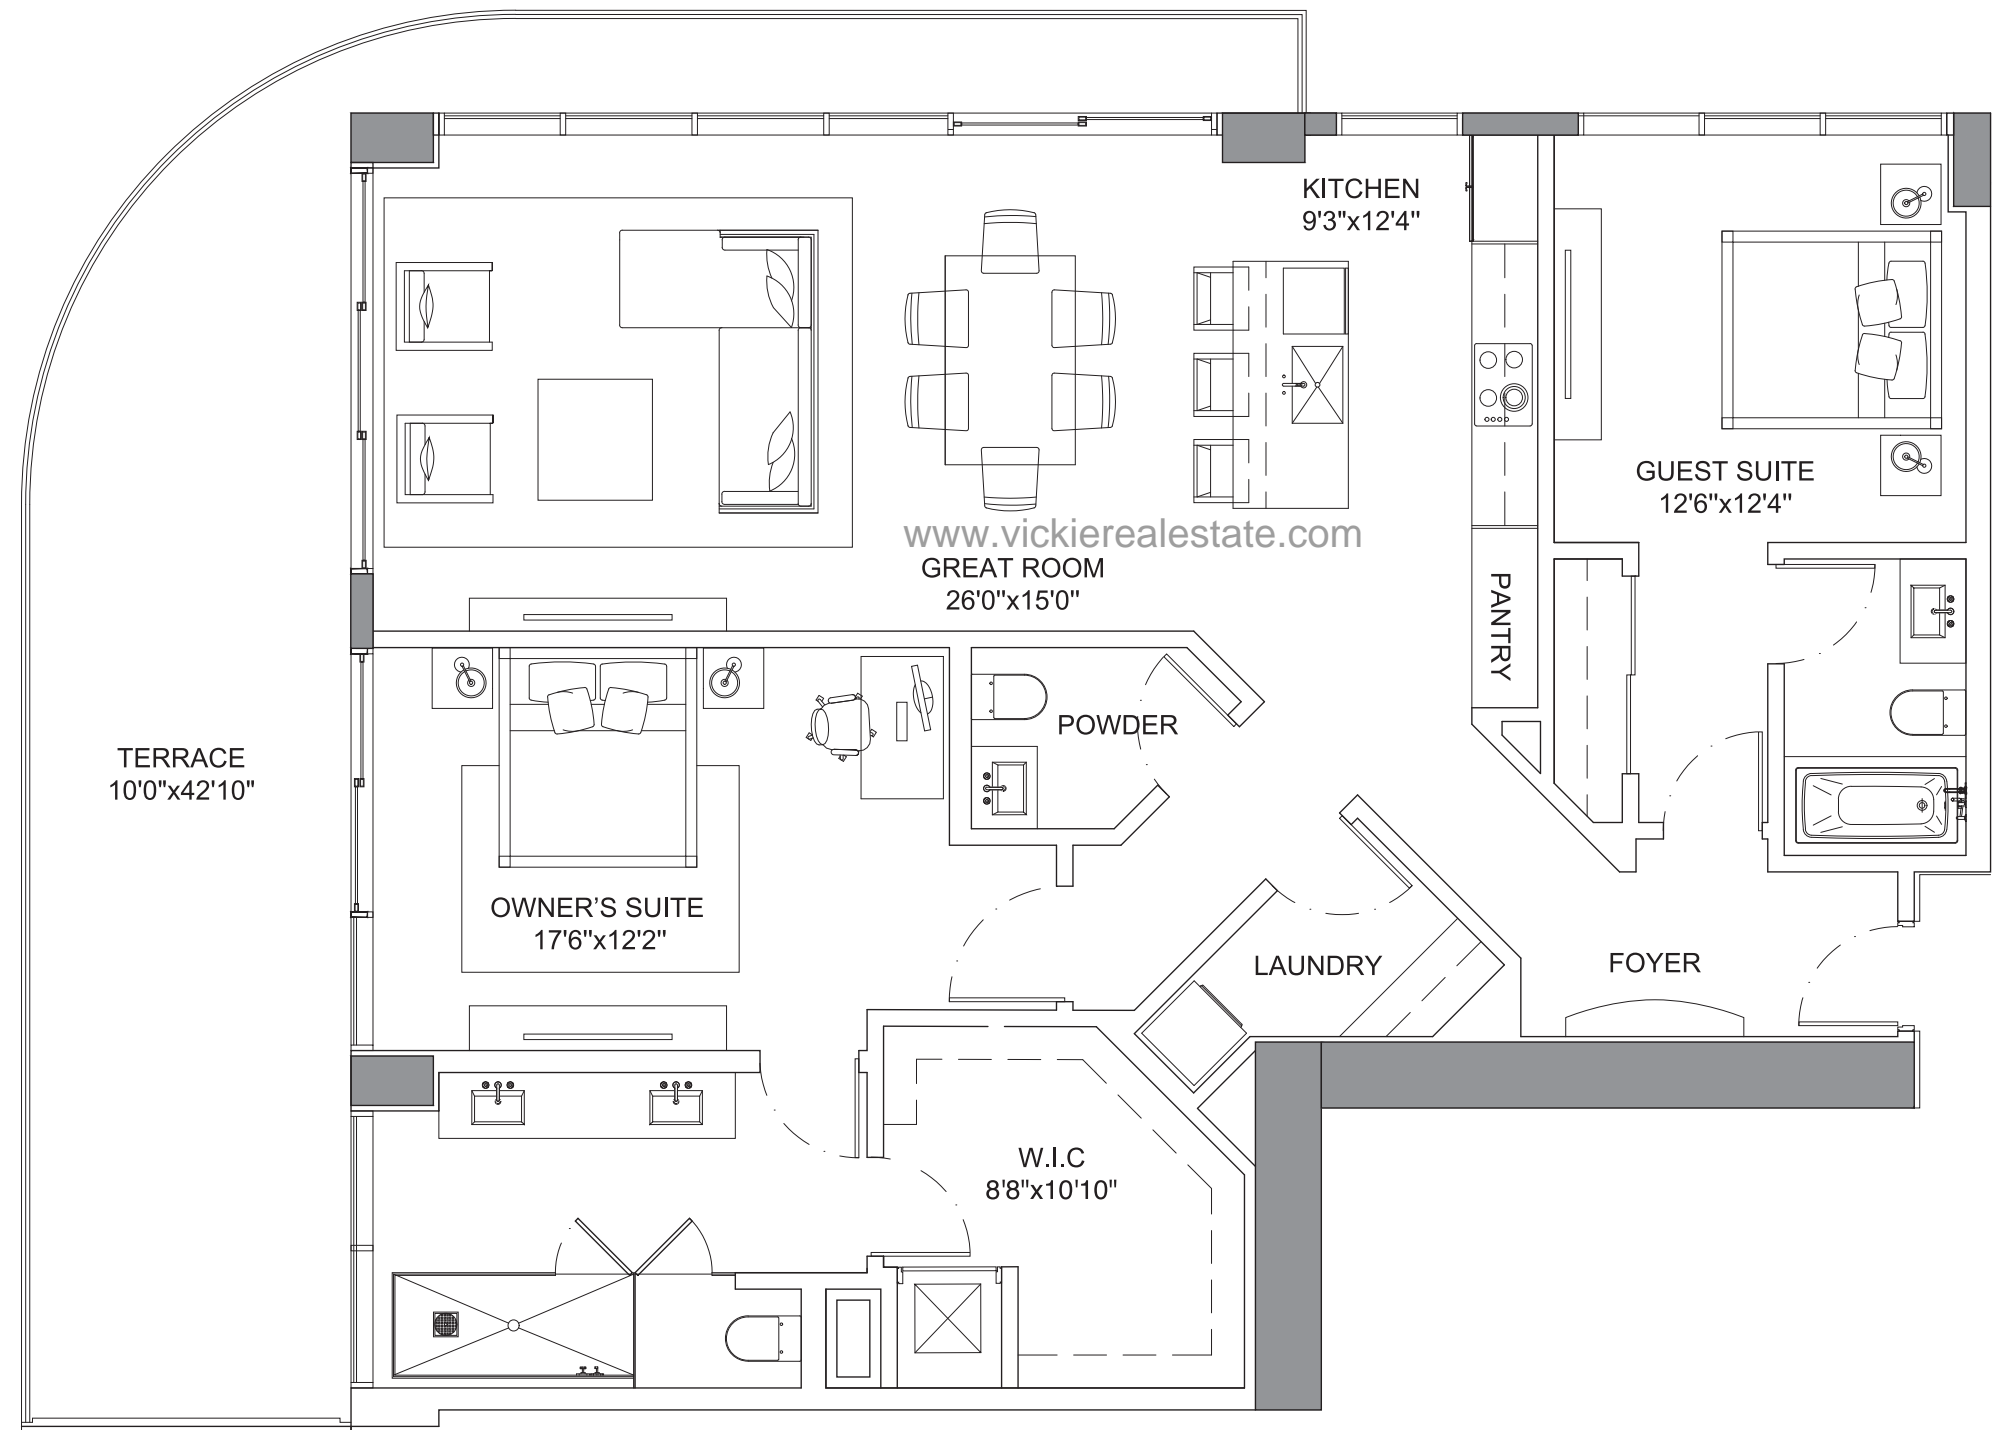 KITCHEN
9'3"x12'4"
GUEST SUITE
12'6"x12'4"
www.vickierealestate.com
GREAT ROOM
26'0"x15'0"
PANTRY
POWDER
TERRACE
10'0"x42'10"
OWNER'S SUITE
17'6"x12'2"
LAUNDRY
FOYER
W.I.C
8'8"x10'10"